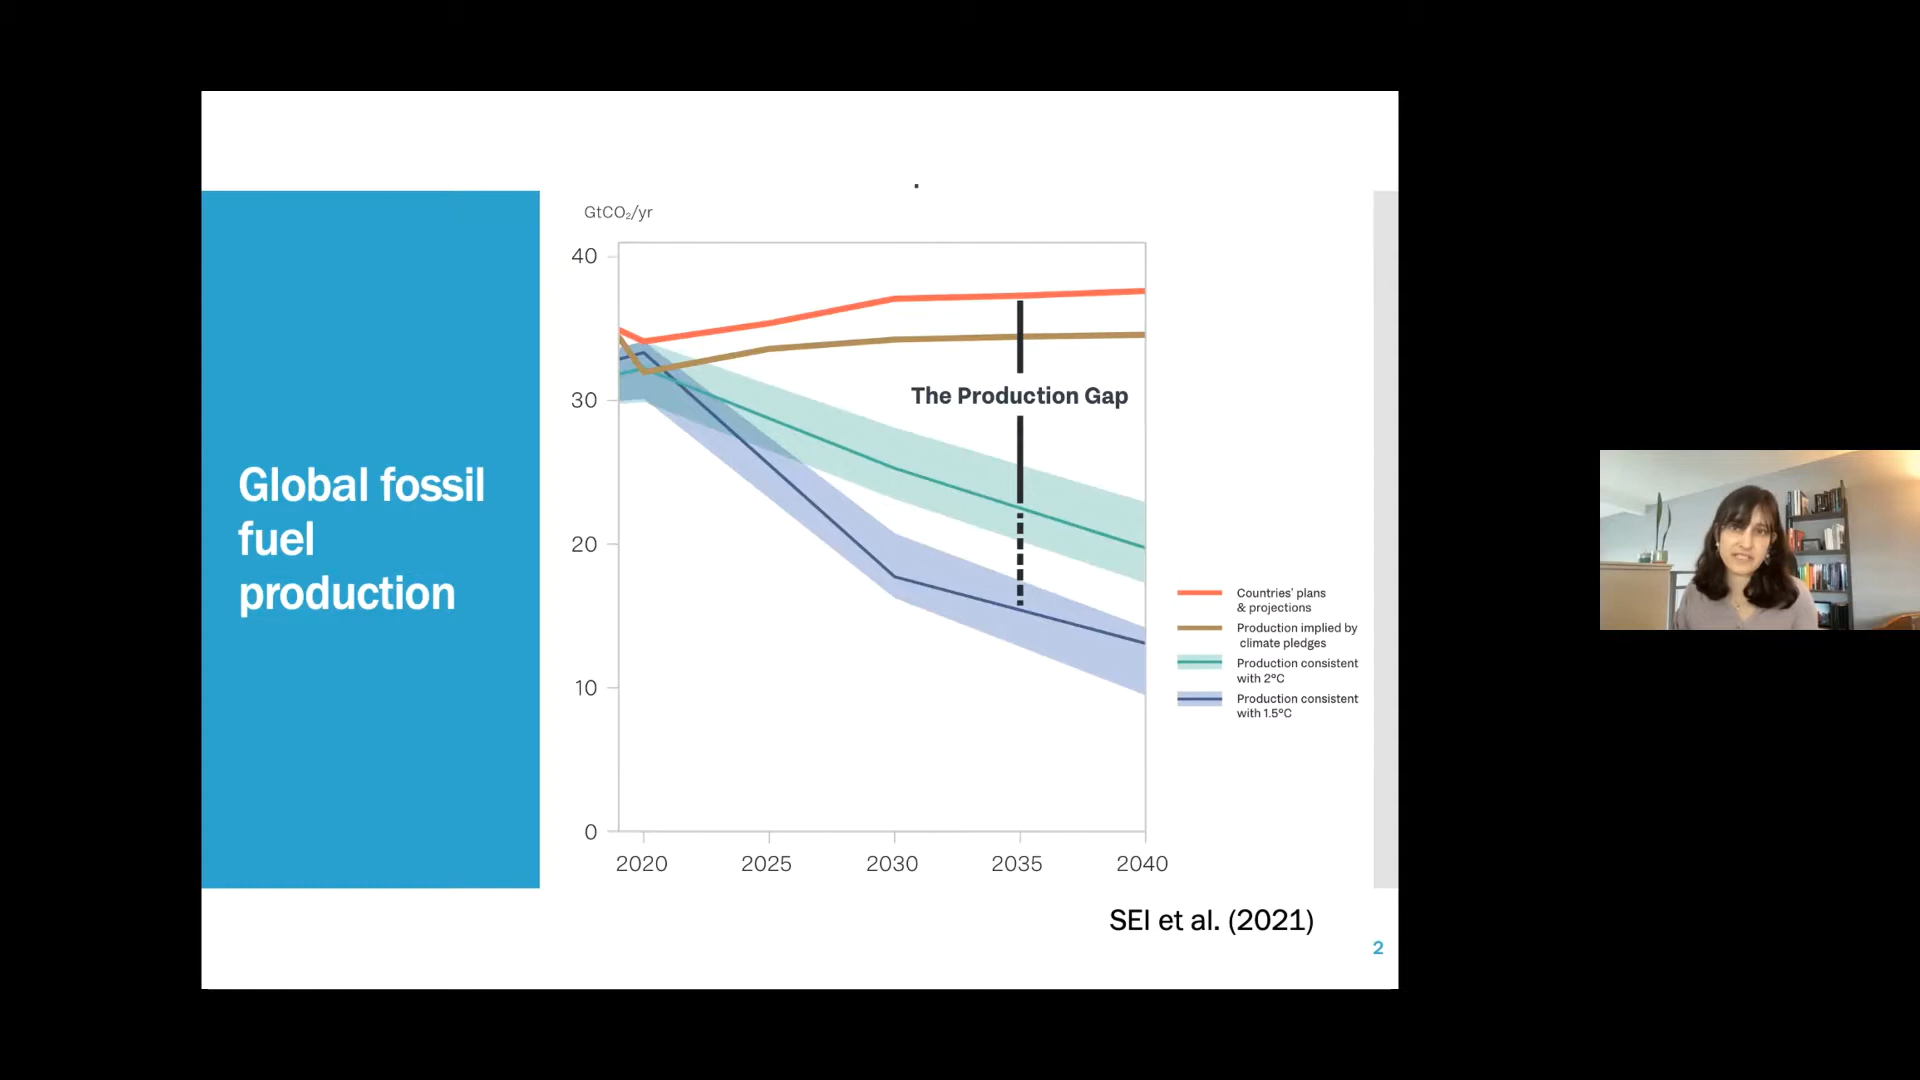 Global fossil
fuel
production
GtCO₂/yr
40
30
20
10
0
2020 2025 2030 2035 2040
The Production Gap
Countries' plans
& projections
Production implied by
climate pledges
Production consistent
with 2°C
Production consistent
with 1.5°C
SEI et al. (2021)
2